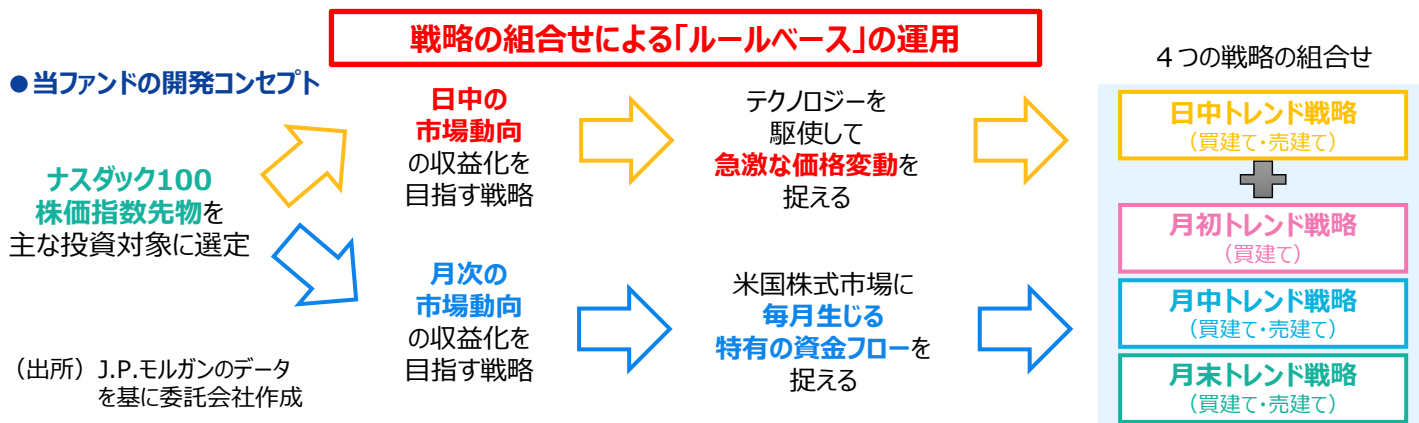 戦略の組合せによる「ルールベース」の運用
●当ファンドの開発コンセプト
ナスダック100
株価指数先物を
主な投資対象に選定
日中の
市場動向
の収益化を
目指す戦略
テクノロジーを
駆使して
急激な価格変動を
捉える
月次の
市場動向
の収益化を
目指す戦略
米国株式市場に
毎月生じる
特有の資金フローを
捉える
4つの戦略の組合せ
日中トレンド戦略
（買建て・売建て）
月初トレンド戦略
（買建て）
月中トレンド戦略
（買建て・売建て）
月末トレンド戦略
（買建て・売建て）
（出所）J.P.モルガンのデータ
を基に委託会社作成